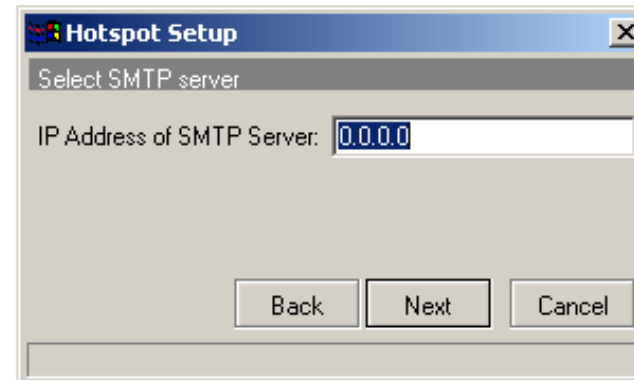 Hotspot Setup
Select SMTP server
IP Address of SMTP Server: 0.0.0.0
Back Next Cancel